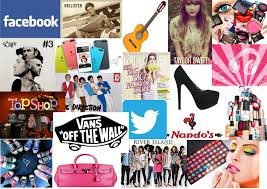 facebook
HOLLISTER
TAYLOR SWIFT
#3
TOPSHOP
ONE DIRECTION
VANS
"OFF THE WALL"
RIVER ISLAND
Nando's